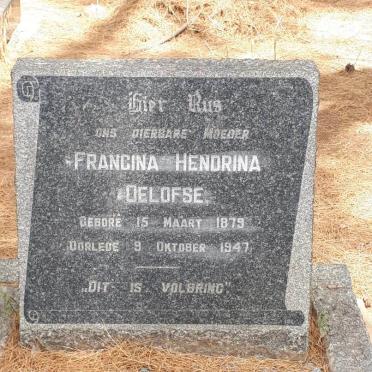 Hier Rus
ONS DIERBARE MOEDER
FRANCINA HENDRINA
OELOFSE
GEBORE 15 MAART 1879
OORLEDE 9 OKTOBER 1947
„DIT IS VOLBRING"